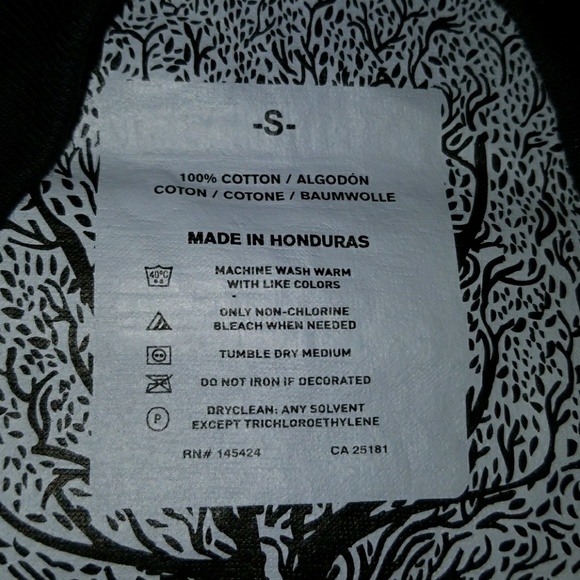 -S-
100% COTTON / ALGODÓN
COTON / COTONE / BAUMWOLLE
MADE IN HONDURAS
40°C
MACHINE WASH WARM
WITH LIKE COLORS
ONLY NON-CHLORINE
BLEACH WHEN NEEDED
TUMBLE DRY MEDIUM
DO NOT IRON IF DECORATED
P
DRYCLEAN: ANY SOLVENT
EXCEPT TRICHLOROETHYLENE
RN# 145424 CA 25181